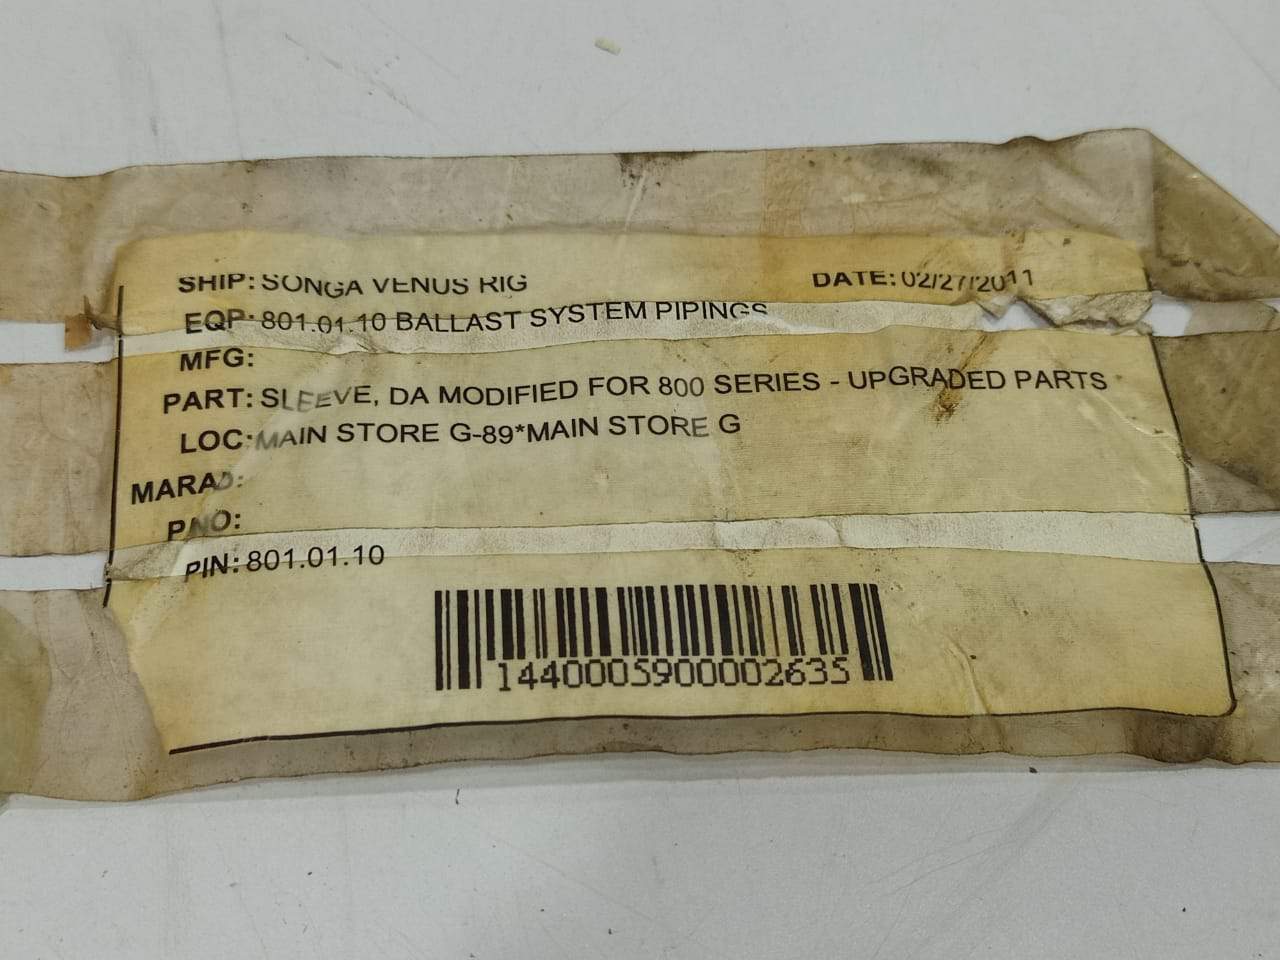 SHIP: SONGA VENUS RIG DATE: 02/27/2011
EQP: 801.01.10 BALLAST SYSTEM PIPINGS
MFG:
PART: SLEEVE, DA MODIFIED FOR 800 SERIES - UPGRADED PARTS
LOC: MAIN STORE G-89*MAIN STORE G
MARAD:
PNO:
PIN: 801.01.10
1440005900002635